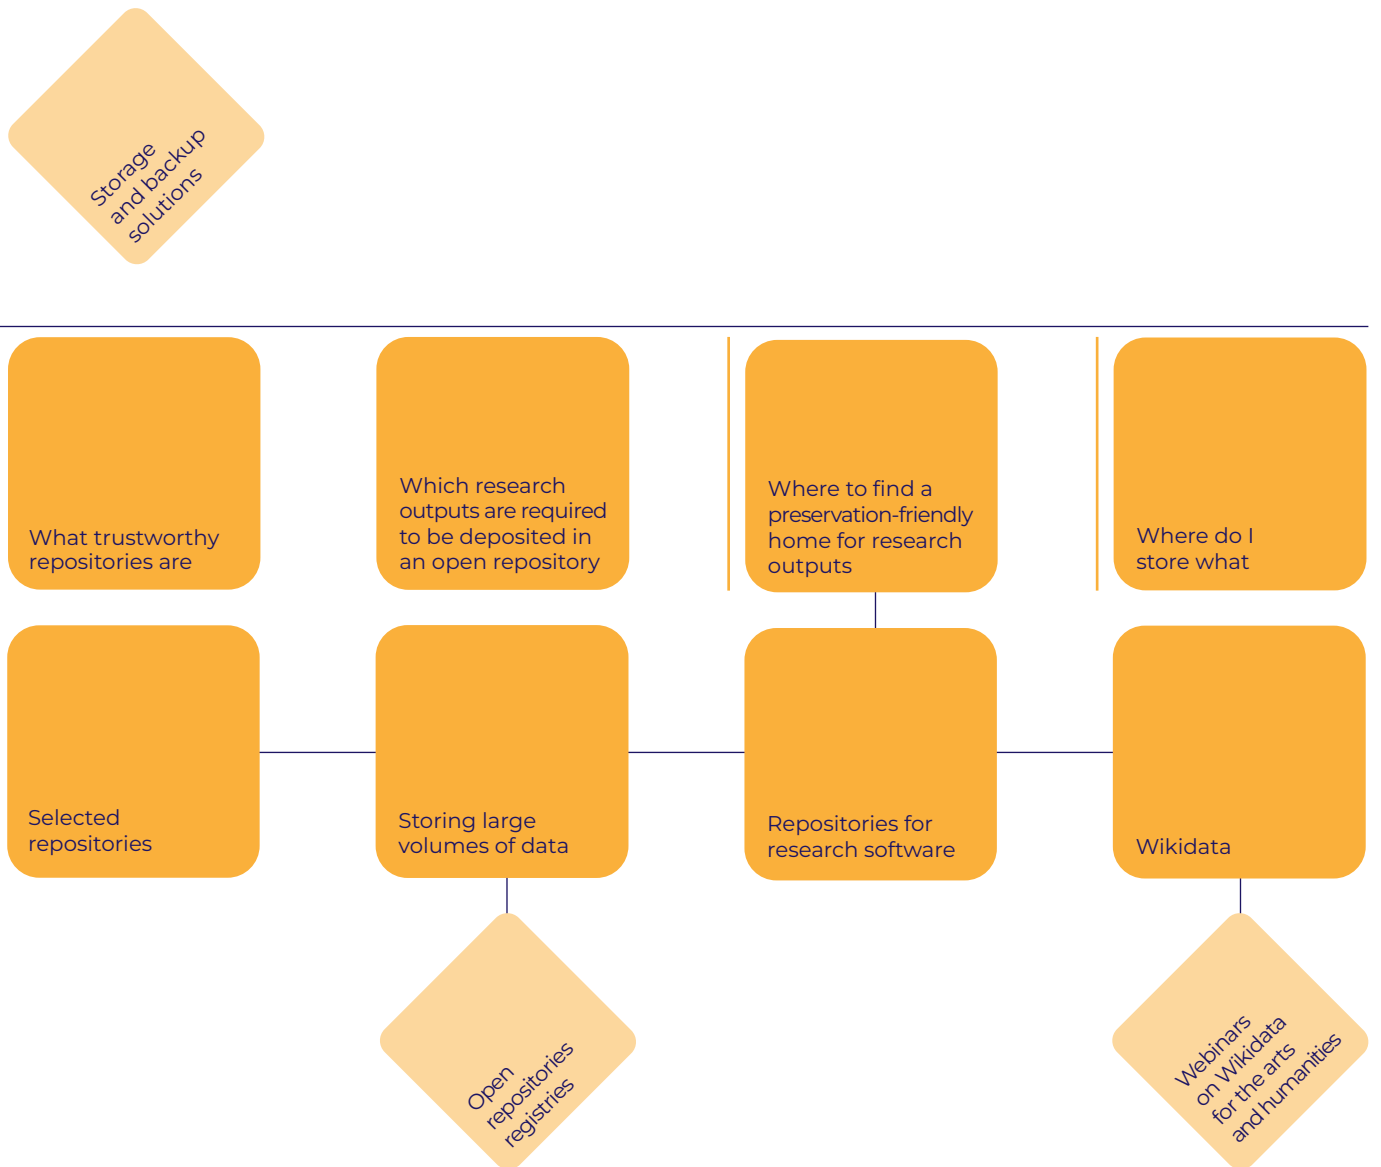 Storage
and backup
solutions
What trustworthy
repositories are
Which research
outputs are required
to be deposited in
an open repository
Where to find a
preservation-friendly
home for research
outputs
Where do I
store what
Selected
repositories
Storing large
volumes of data
Repositories for
research software
Wikidata
Open
repositories
registries
Webinars
on Wikidata
for the arts
and humanities